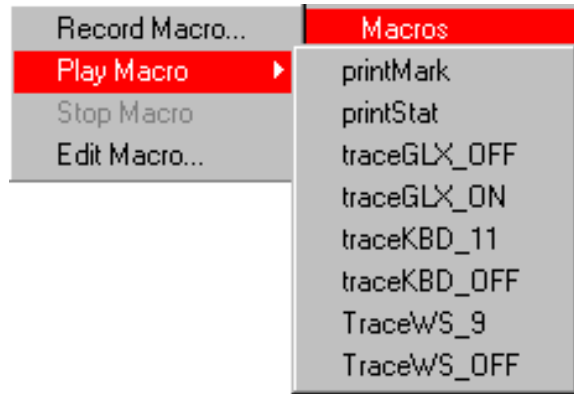 Record Macro...
Play Macro
Stop Macro
Edit Macro...
Macros
printMark
printStat
traceGLX_OFF
traceGLX_ON
traceKBD_11
traceKBD_OFF
TraceWS_9
TraceWS_OFF